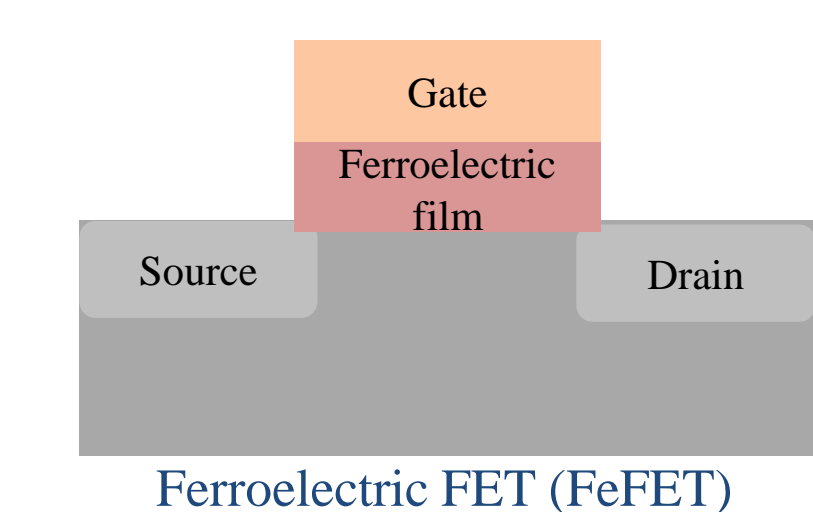 Gate
Ferroelectric
film
Source
Drain
Ferroelectric FET (FeFET)